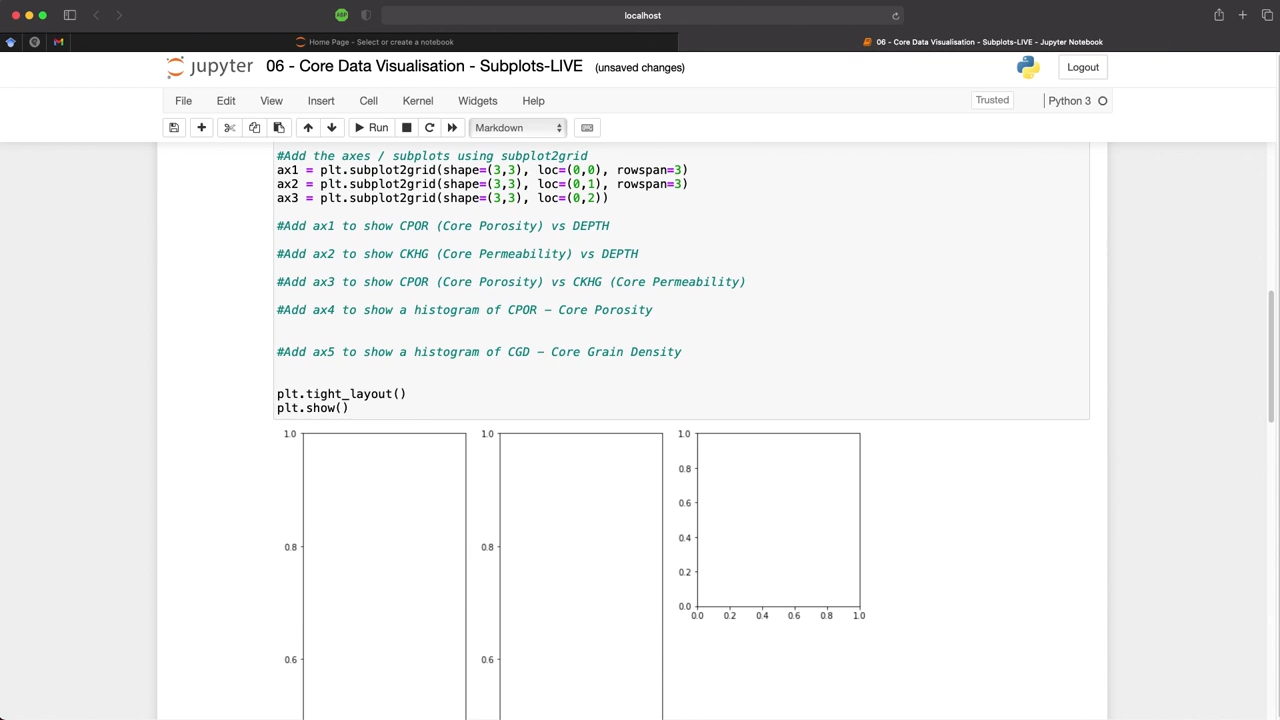 localhost
ABP
Home Page - Select or create a notebook
06 - Core Data Visualisation - Subplots-LIVE - Jupyter Notebook
jupyter 06 - Core Data Visualisation - Subplots-LIVE (unsaved changes)
Logout
File Edit View Insert Cell Kernel Widgets Help
Trusted
Python 3
Run
Markdown
#Add the axes / subplots using subplot2grid
ax1 = plt.subplot2grid(shape=(3,3), loc=(0,0), rowspan=3)
ax2 = plt.subplot2grid(shape=(3,3), loc=(0,1), rowspan=3)
ax3 = plt.subplot2grid(shape=(3,3), loc=(0,2))
#Add ax1 to show CPOR (Core Porosity) vs DEPTH
#Add ax2 to show CKHG (Core Permeability) vs DEPTH
#Add ax3 to show CPOR (Core Porosity) vs CKHG (Core Permeability)
#Add ax4 to show a histogram of CPOR - Core Porosity
#Add ax5 to show a histogram of CGD - Core Grain Density
plt.tight_layout()
plt.show()
1.0
0.8
0.6
1.0
0.8
0.6
1.0
0.8
0.6
0.4
0.2
0.0
0.0 0.2 0.4 0.6 0.8 1.0